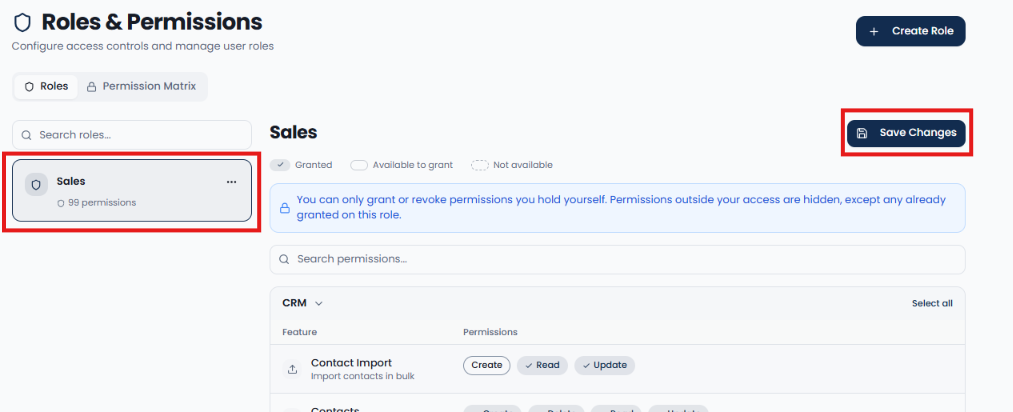 Roles & Permissions
Configure access controls and manage user roles
+ Create Role
Roles
Permission Matrix
Search roles...
Sales
99 permissions
Sales
Save Changes
Granted
Available to grant
Not available
You can only grant or revoke permissions you hold yourself. Permissions outside your access are hidden, except any already
granted on this role.
Search permissions...
CRM
Select all
Feature
Permissions
Contact Import
Import contacts in bulk
Create
Read
Update
Contacts